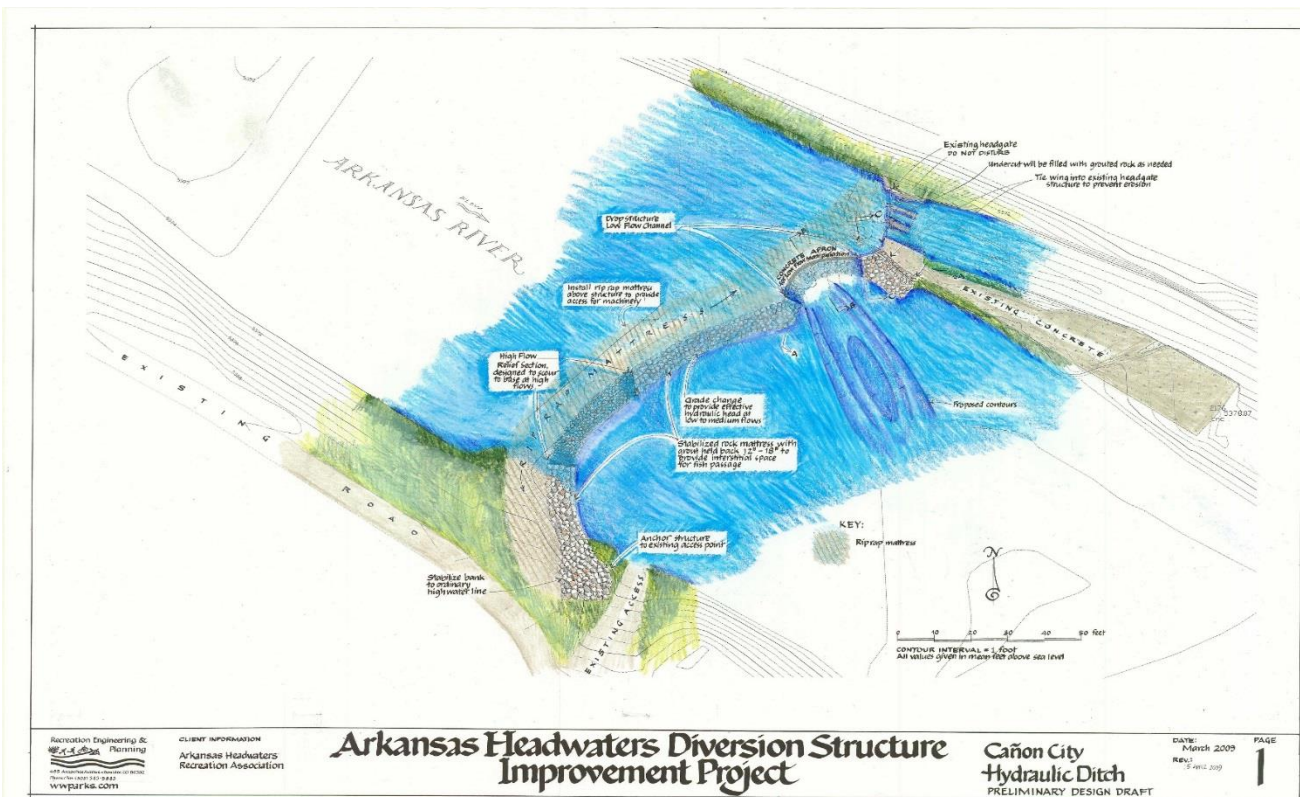 ARKANSAS RIVER
Existing headgate
DO NOT DISTURB
Undercut will be filled with grouted rock as needed
Tie wing into existing headgate
structure to prevent erosion
Drop structure
Low Flow Channel
CONCRETE APRON
Install rip rap mattress
above structure to provide
access for machinery
RIP RAP MATTRESS
EXISTING CONCRETE
High Flow
Relief Section,
designed to scour
to base at high
flows.
A
Grade change
to provide effective
hydraulic head at
low to medium flows
Proposed contours
Stabilized rock mattress with
grout held back 12"-18" to
provide interstitial space
for fish passage
EXISTING ROAD
KEY:
Rip rap mattress
Anchor structure
to existing access point
Stabilize bank
to ordinary
high water line
EXISTING ACCESS
N
0 10 20 30 40 50 feet
CONTOUR INTERVAL = 1 foot
All values given in mean feet above sea level
Recreation Engineering &
Planning
wwparks.com
CLIENT INFORMATION
Arkansas Headwaters
Recreation Association
Arkansas Headwaters Diversion Structure
Improvement Project
Cañon City
Hydraulic Ditch
PRELIMINARY DESIGN DRAFT
DATE:
March 2009
REV.:
PAGE
1